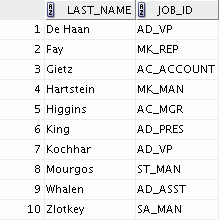 LAST_NAME JOB_ID
1 De Haan AD_VP
2 Fay MK_REP
3 Gietz AC_ACCOUNT
4 Hartstein MK_MAN
5 Higgins AC_MGR
6 King AD_PRES
7 Kochhar AD_VP
8 Mourgos ST_MAN
9 Whalen AD_ASST
10 Zlotkey SA_MAN